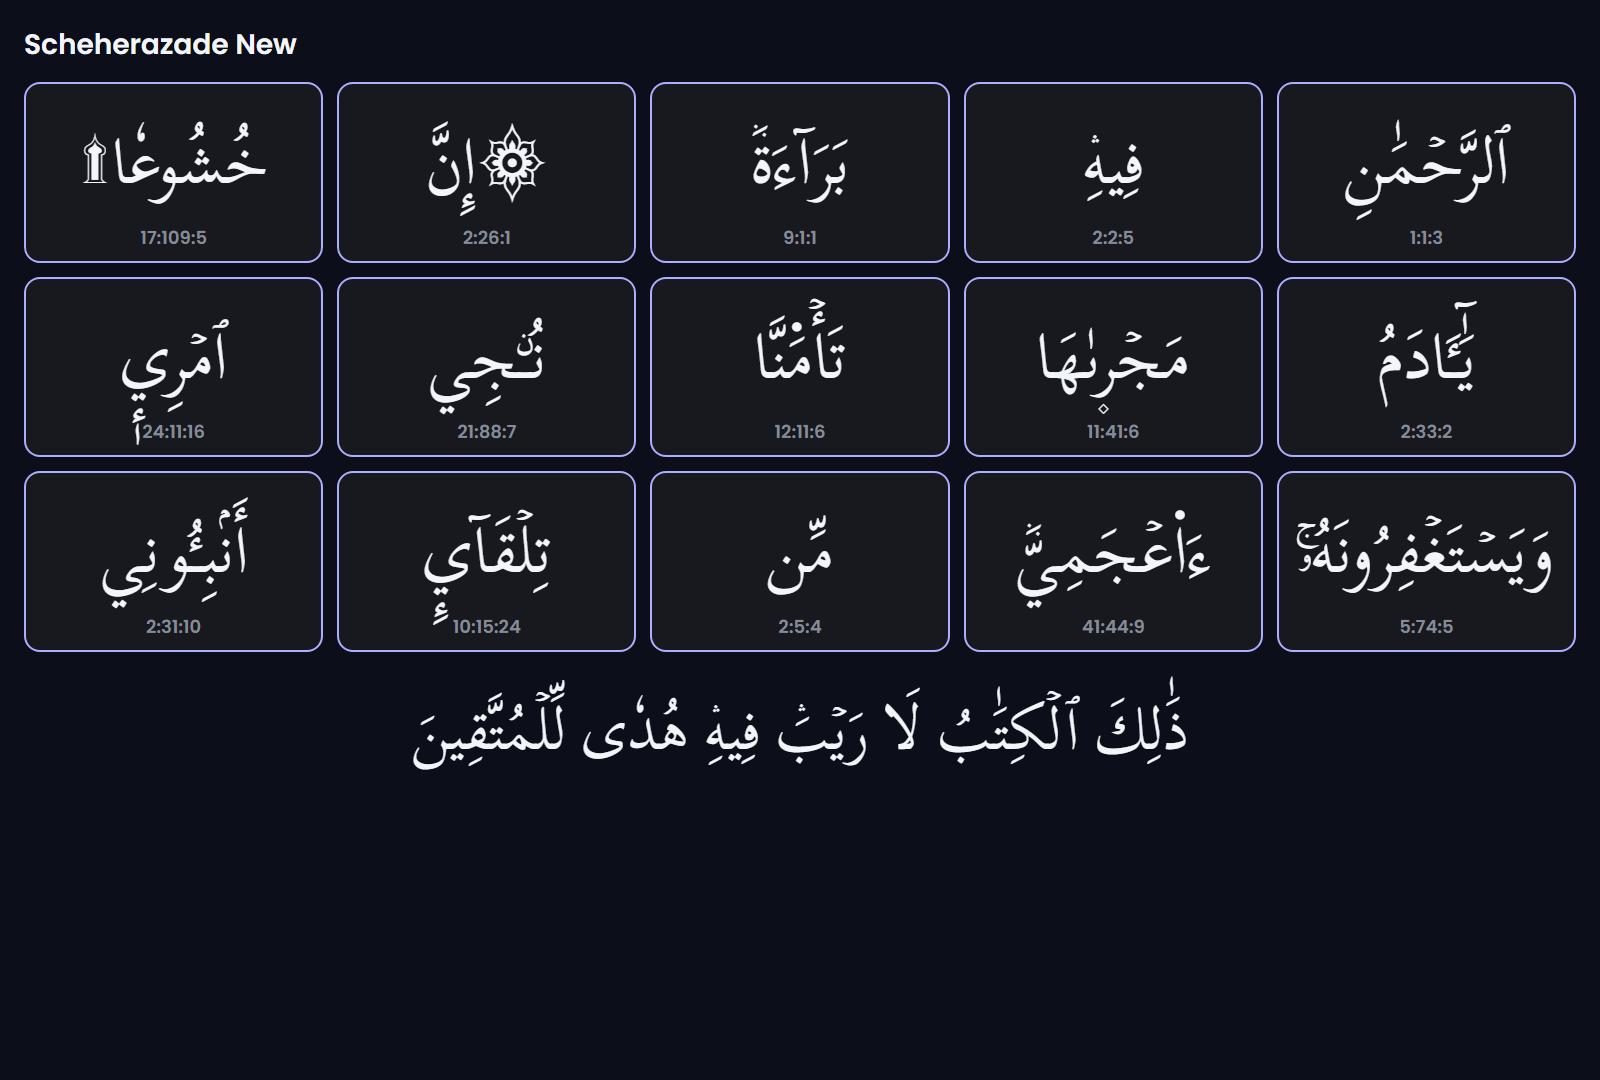 Scheherazade New
ٱلرَّحۡمَٰنِ
1:1:3
فِيهِۛ
2:2:5
بَرَآءَةٞ
9:1:1
۞إِنَّ
2:26:1
خُشُوعٗا۩
17:109:5
يَٰٓـَٔادَمُ
2:33:2
مَجۡرٜىٰهَا
11:41:6
تَأۡمَ۬نَّا
12:11:6
نُـۨجِي
21:88:7
ٱمۡرِيٕٖ
24:11:16
وَيَسۡتَغۡفِرُونَهُۥۚ
5:74:5
ءَا۬عۡجَمِيّٞ
41:44:9
مِّن
2:5:4
تِلۡقَآيِٕ
10:15:24
أَنۢبِـُٔونِي
2:31:10
ذَٰلِكَ ٱلۡكِتَٰبُ لَا رَيۡبَۛ فِيهِۛ هُدٗى لِّلۡمُتَّقِينَ